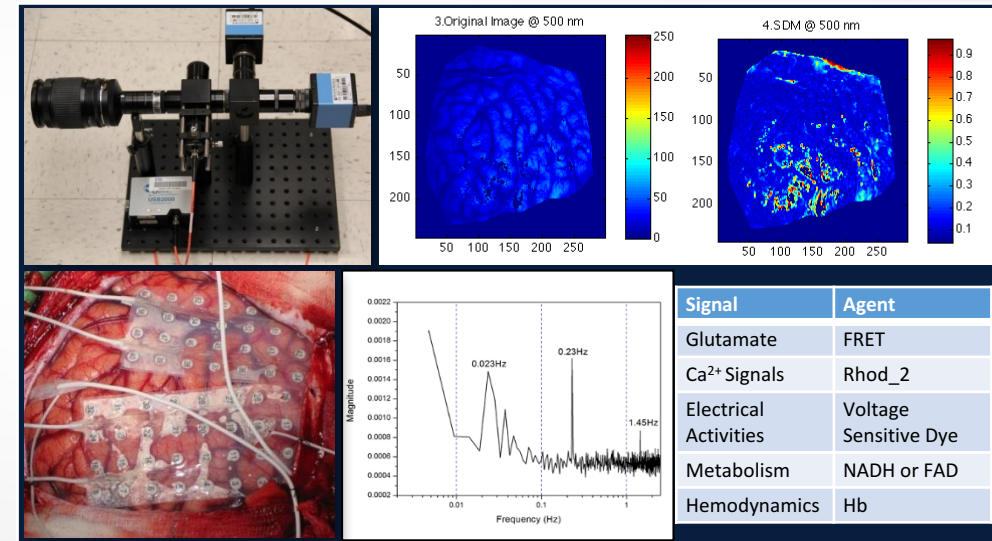 USB2000
3.Original Image @ 500 nm
250
200
150
100
50
0
50
100
150
200
50 100 150 200 250
4.SDM @ 500 nm
0.9
0.8
0.7
0.6
0.5
0.4
0.3
0.2
0.1
50
100
150
200
50 100 150 200 250
0.0022
0.0020
0.0018
0.0016
0.0014
0.0012
0.0010
0.0008
0.0006
0.0004
0.0002
Magnitude
0.023Hz
0.23Hz
1.45Hz
0.01 0.1 1
Frequency (Hz)
Signal Agent
Glutamate FRET
Ca²⁺ Signals Rhod_2
Electrical Voltage
Activities Sensitive Dye
Metabolism NADH or FAD
Hemodynamics Hb